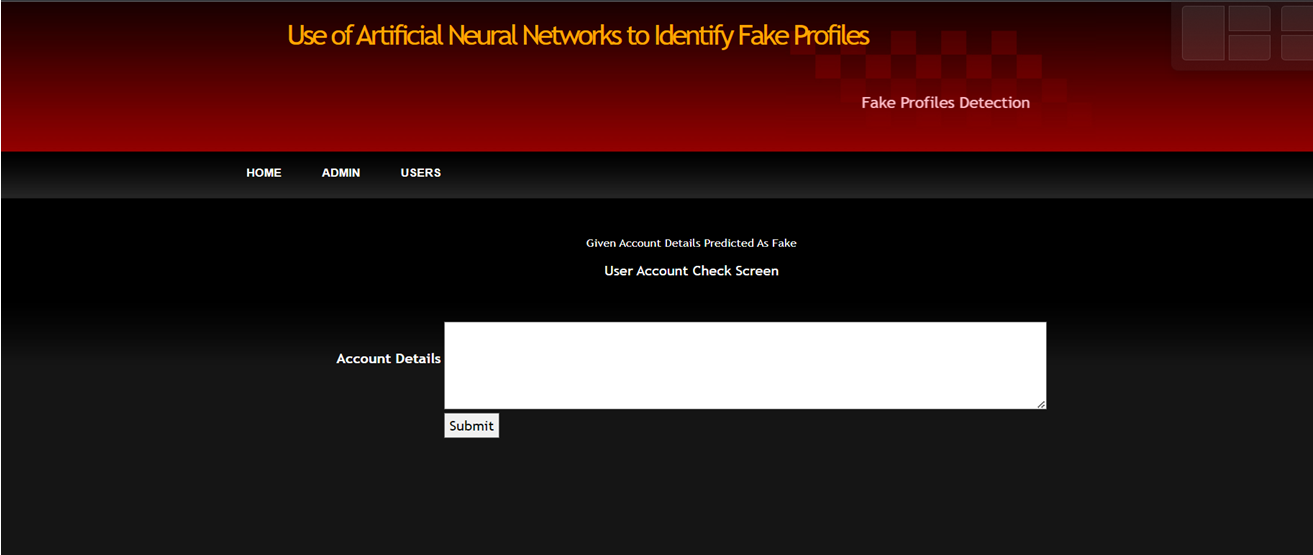 Use of Artificial Neural Networks to Identify Fake Profiles
Fake Profiles Detection
HOME ADMIN USERS
Given Account Details Predicted As Fake
User Account Check Screen
Account Details
Submit